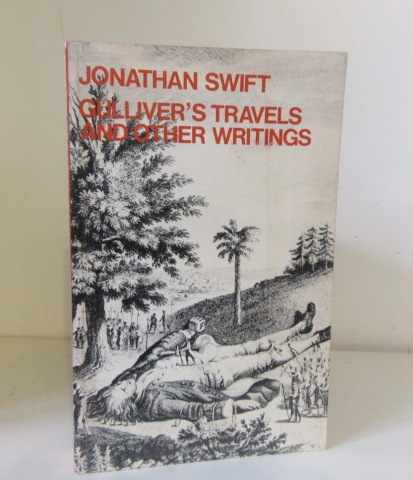 JONATHAN SWIFT
GULLIVER'S TRAVELS
AND OTHER WRITINGS